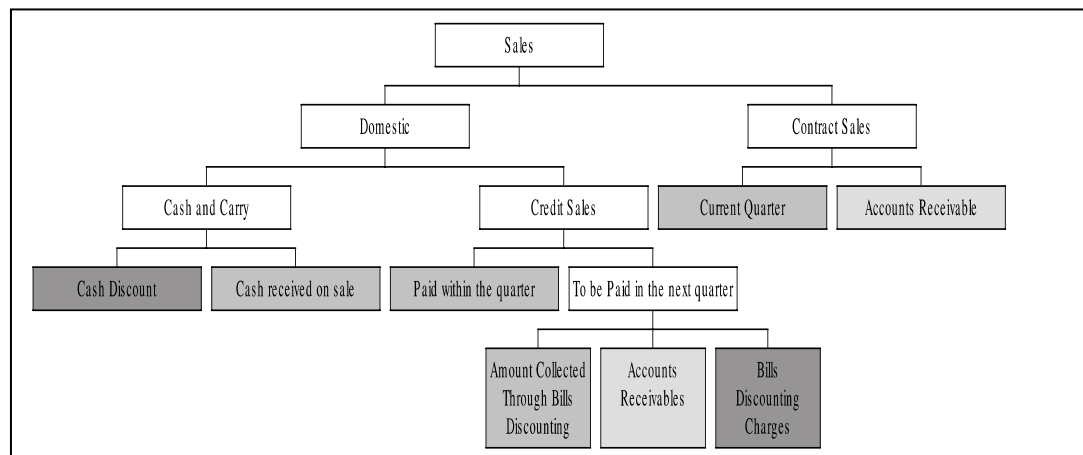 Sales
Domestic
Contract Sales
Cash and Carry
Credit Sales
Current Quarter
Accounts Receivable
Cash Discount
Cash received on sale
Paid within the quarter
To be Paid in the next quarter
Amount Collected
Through Bills
Discounting
Accounts
Receivables
Bills
Discounting
Charges